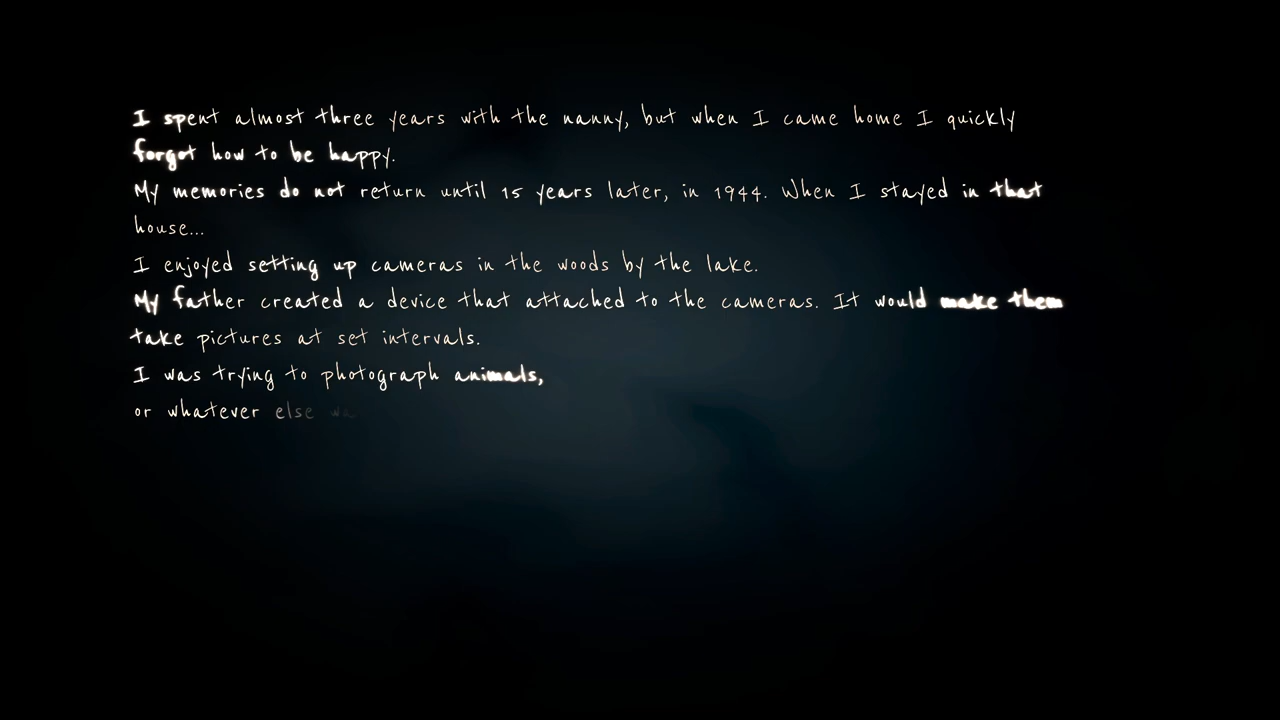 I spent almost three years with the nanny, but when I came home I quickly
forgot how to be happy.
My memories do not return until 15 years later, in 1944. When I stayed in that
house...
I enjoyed setting up cameras in the woods by the lake.
My father created a device that attached to the cameras. It would make them
take pictures at set intervals.
I was trying to photograph animals,
or whatever else